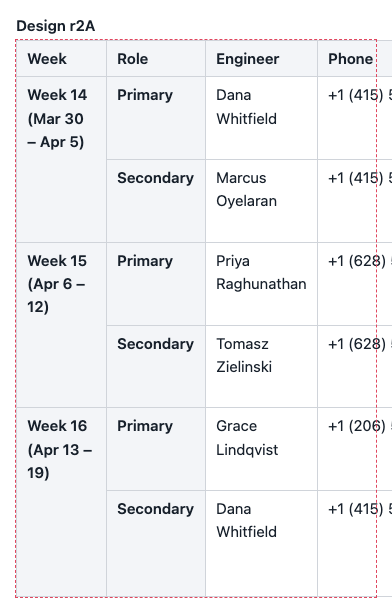 Design r2A
Week Role Engineer Phone
Week 14 Primary Dana +1 (415)
(Mar 30 Whitfield
– Apr 5)
Secondary Marcus +1 (415)
Oyelaran
Week 15 Primary Priya +1 (628)
(Apr 6 – Raghunathan
12)
Secondary Tomasz +1 (628)
Zielinski
Week 16 Primary Grace +1 (206)
(Apr 13 – Lindqvist
19)
Secondary Dana +1 (415)
Whitfield